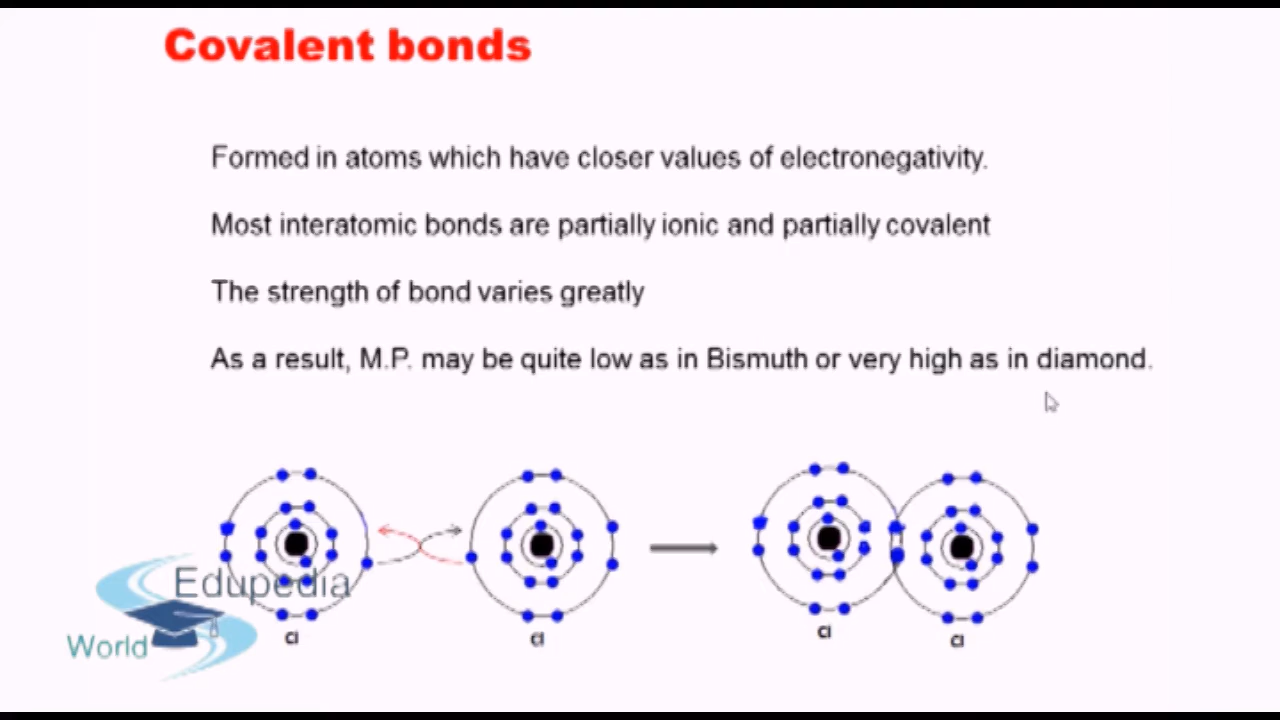 Covalent bonds
Formed in atoms which have closer values of electronegativity.
Most interatomic bonds are partially ionic and partially covalent
The strength of bond varies greatly
As a result, M.P. may be quite low as in Bismuth or very high as in diamond.
Edupedia
World
Cl
Cl
Cl
Cl